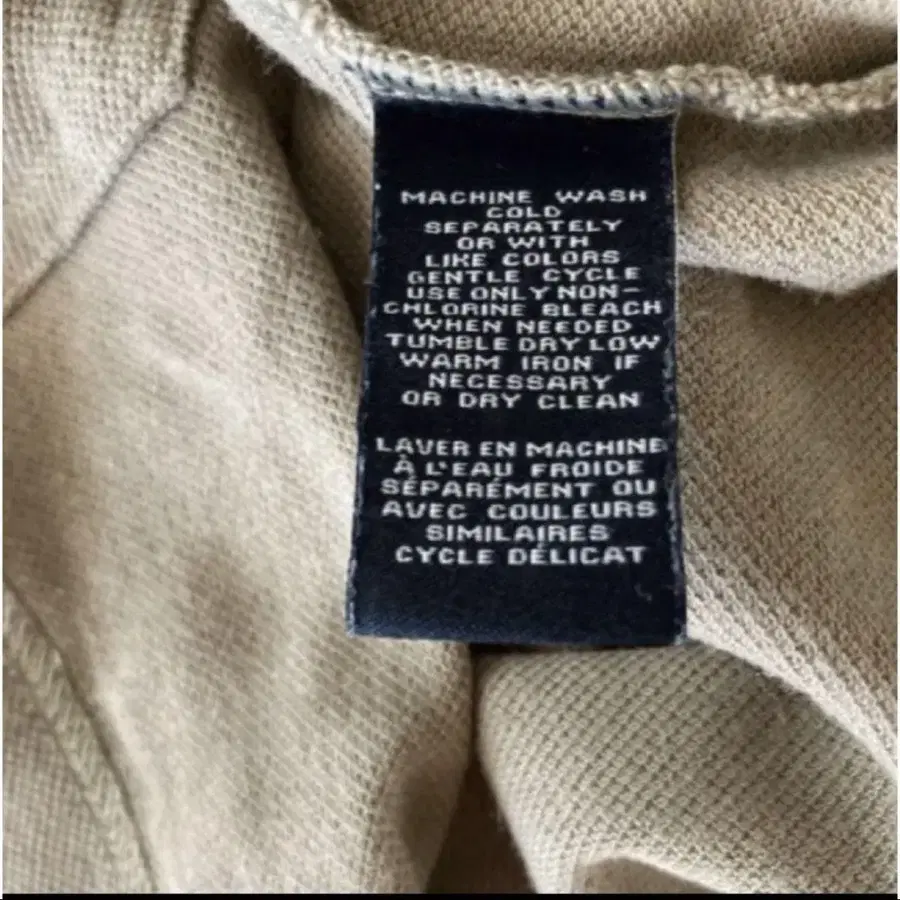 MACHINE WASH
COLD
SEPARATELY
OR WITH
LIKE COLORS
GENTLE CYCLE
USE ONLY NON-
CHLORINE BLEACH
WHEN NEEDED
TUMBLE DRY LOW
WARM IRON IF
NECESSARY
OR DRY CLEAN
LAVER EN MACHINE
À L'EAU FROIDE
SÉPARÉMENT OU
AVEC COULEURS
SIMILAIRES
CYCLE DÉLICAT